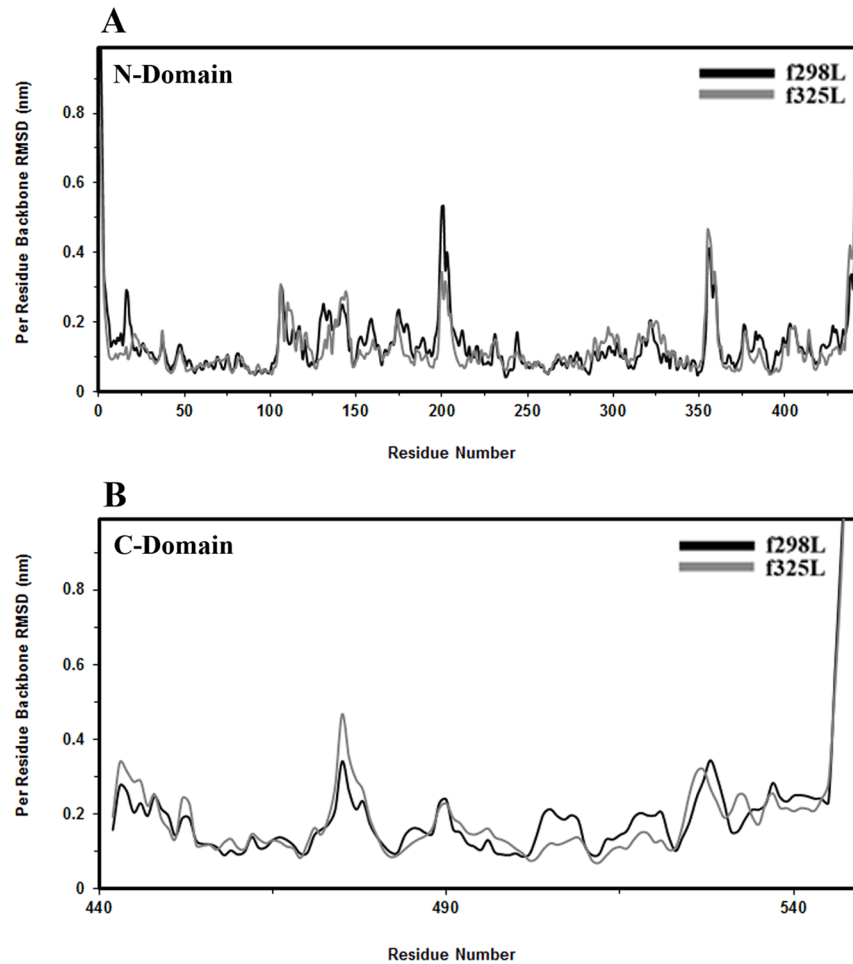 A
N-Domain
f298L
f325L
Per Residue Backbone RMSD (nm)
0.8
0.6
0.4
0.2
0
0 50 100 150 200 250 300 350 400
Residue Number
B
C-Domain
f298L
f325L
Per Residue Backbone RMSD (nm)
0.8
0.6
0.4
0.2
0
440 490 540
Residue Number